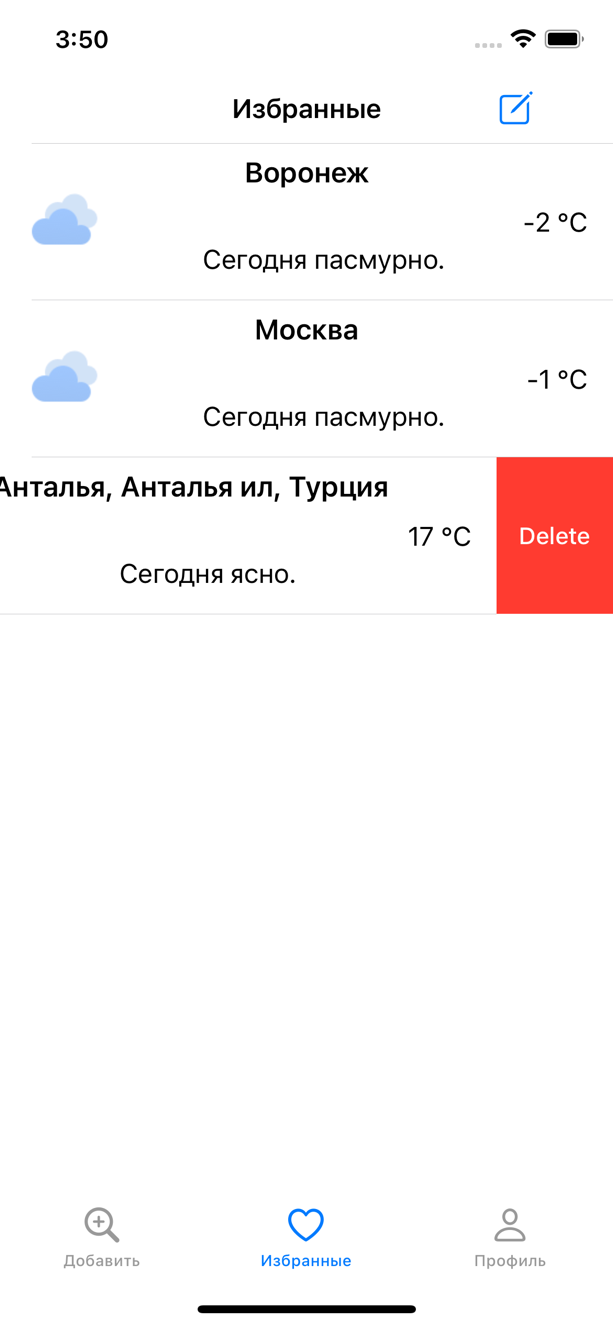 3:50
Избранные
Воронеж
-2 °C
Сегодня пасмурно.
Москва
-1 °C
Сегодня пасмурно.
Анталья, Анталья ил, Турция
17 °C
Delete
Сегодня ясно.
Добавить
Избранные
Профиль